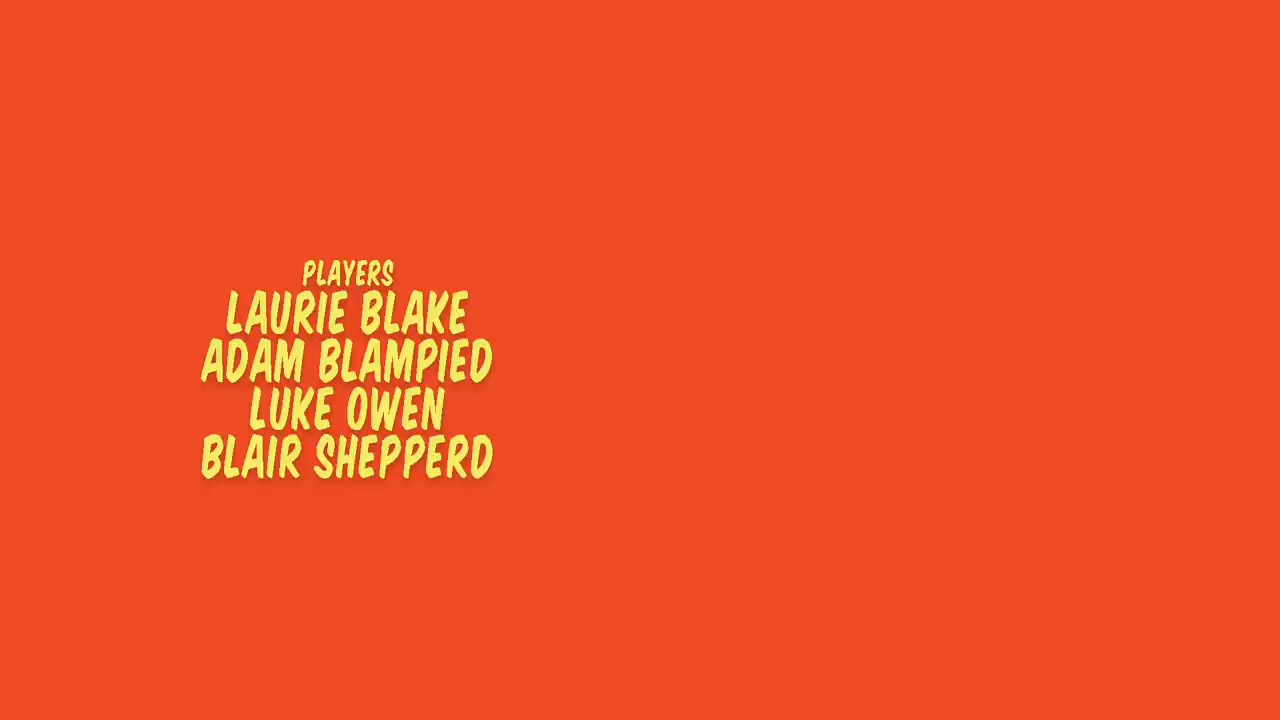 PLAYERS
LAURIE BLAKE
ADAM BLAMPIED
LUKE OWEN
BLAIR SHEPPERD